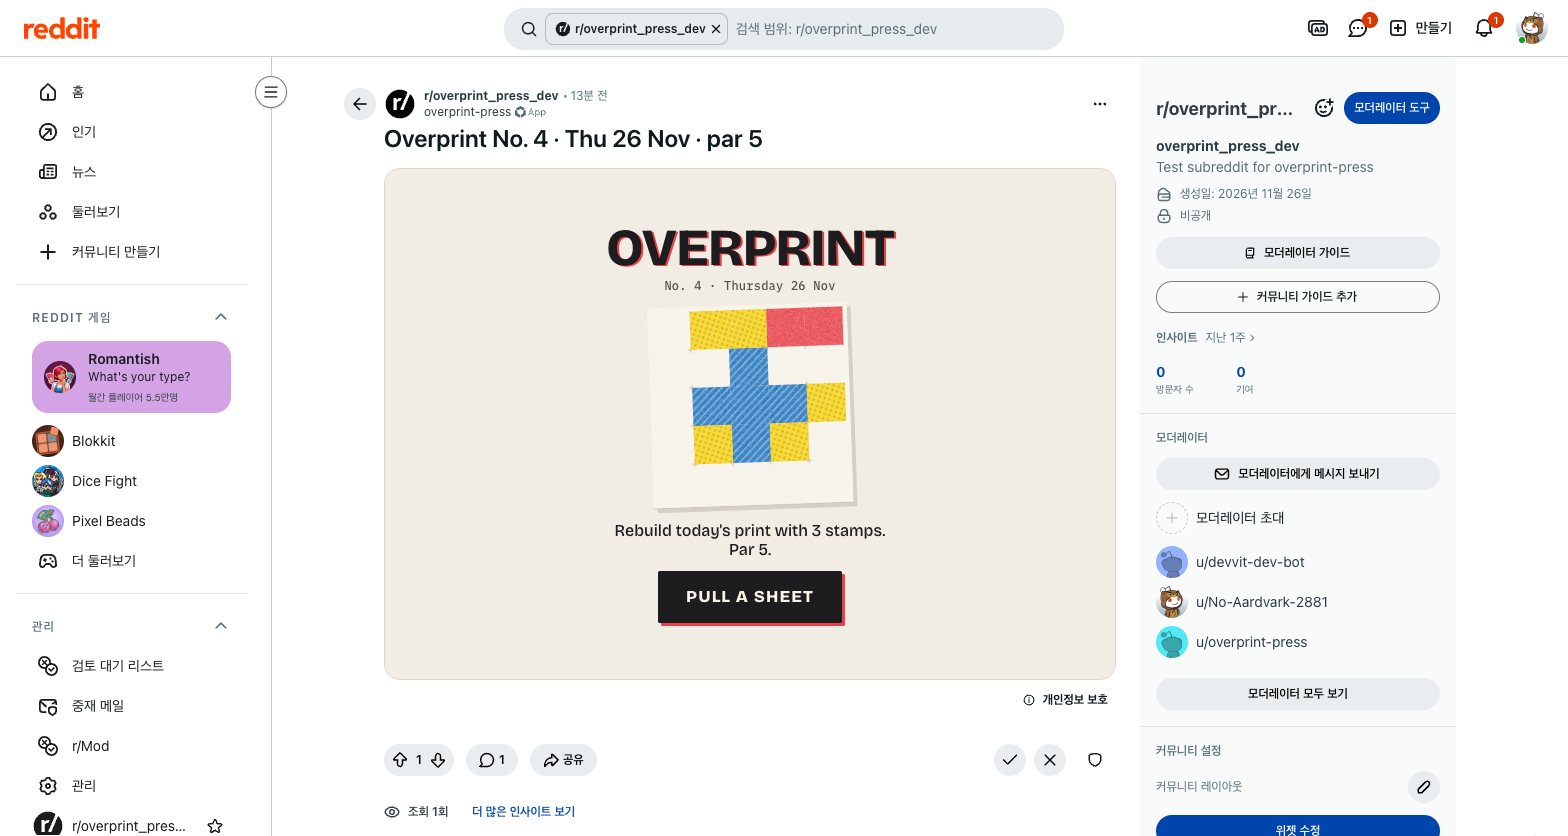 reddit
r/overprint_press_dev
검색 범위: r/overprint_press_dev
AD
1
만들기
1
홈
인기
뉴스
둘러보기
커뮤니티 만들기
REDDIT 게임
Romantish
What's your type?
월간 플레이어 5.5만명
Blokkit
Dice Fight
Pixel Beads
더 둘러보기
관리
검토 대기 리스트
중재 메일
r/Mod
관리
r/overprint_pres...
r/
r/overprint_press_dev • 13분 전
overprint-press App
Overprint No. 4 · Thu 26 Nov · par 5
OVERPRINT
No. 4 · Thursday 26 Nov
Rebuild today's print with 3 stamps.
Par 5.
PULL A SHEET
개인정보 보호
1
1
공유
조회 1회
더 많은 인사이트 보기
r/overprint_pr...
모더레이터 도구
overprint_press_dev
Test subreddit for overprint-press
생성일: 2026년 11월 26일
비공개
모더레이터 가이드
커뮤니티 가이드 추가
인사이트 지난 1주
0 0
방문자 수 기여
모더레이터
모더레이터에게 메시지 보내기
모더레이터 초대
u/devvit-dev-bot
u/No-Aardvark-2881
u/overprint-press
모더레이터 모두 보기
커뮤니티 설정
커뮤니티 레이아웃
위젯 수정